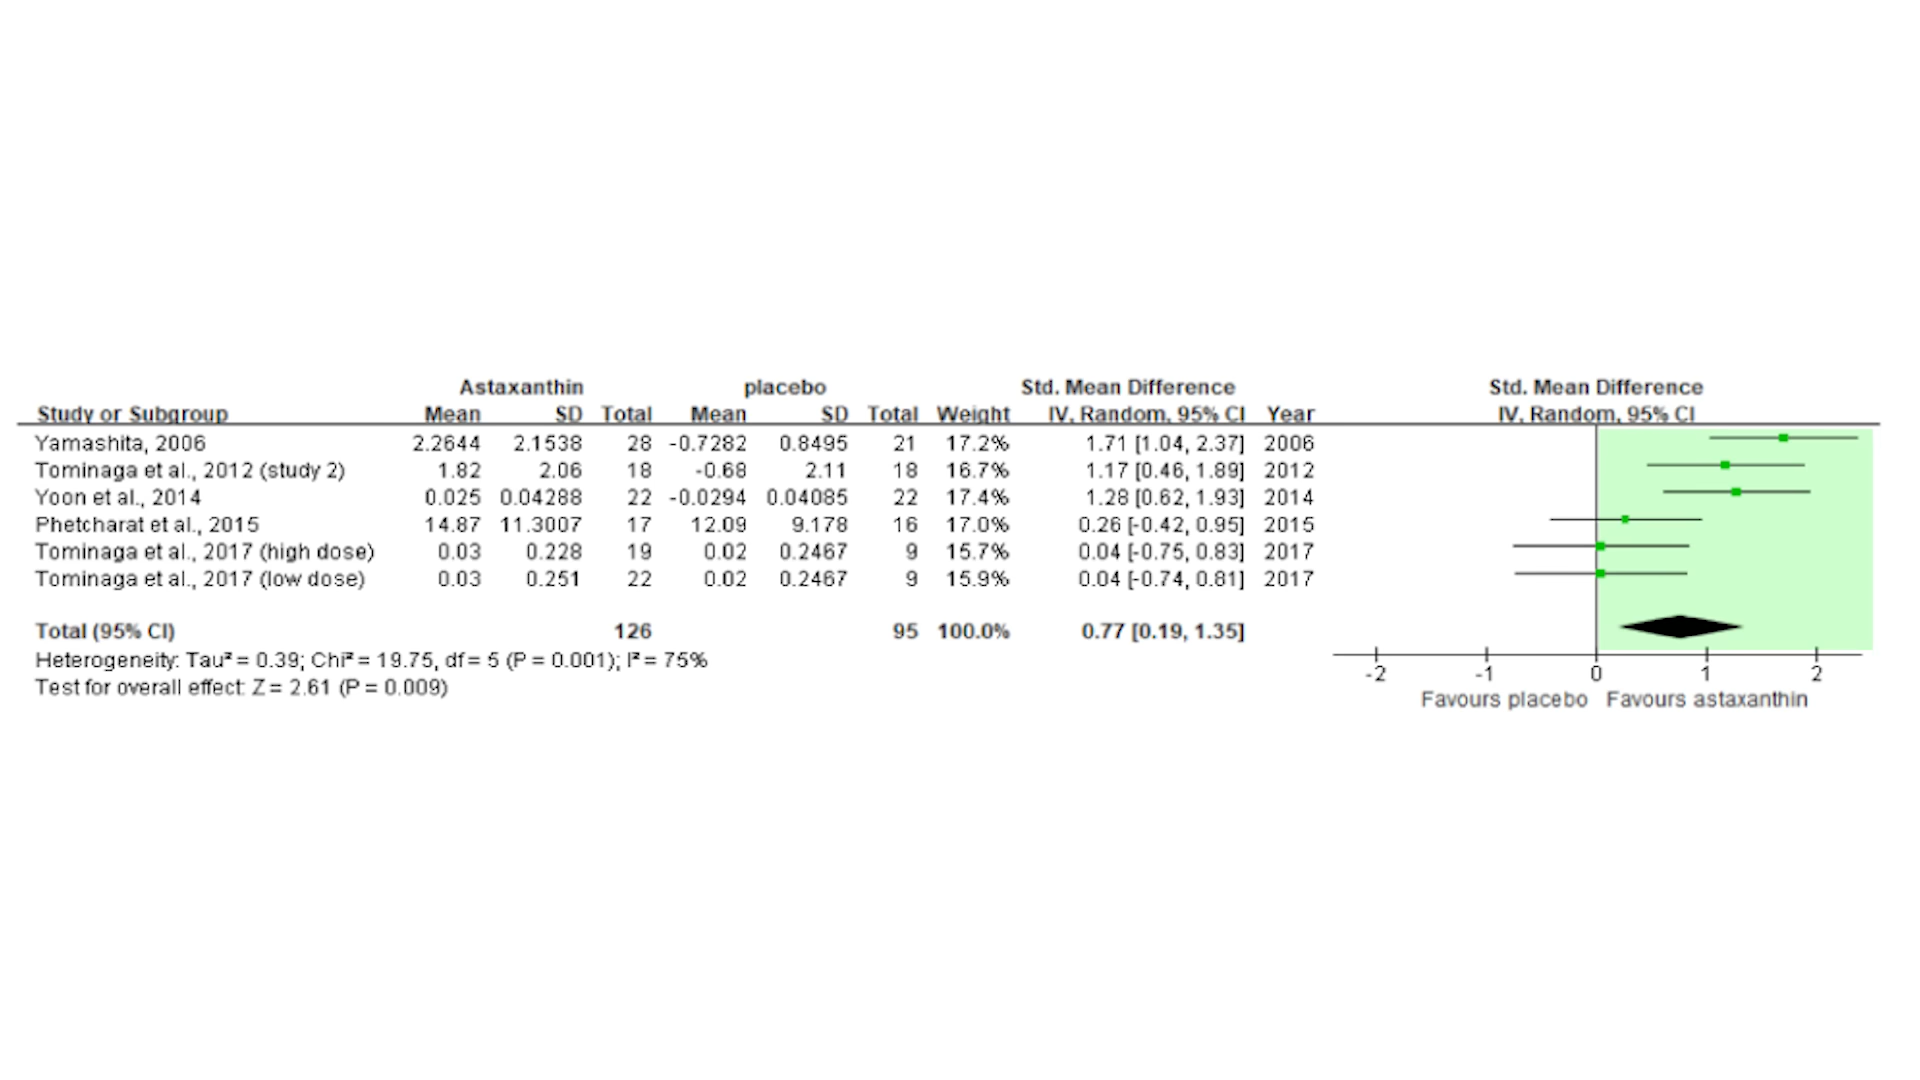 Astaxanthin placebo Std. Mean Difference Std. Mean Difference
Study or Subgroup Mean SD Total Mean SD Total Weight IV, Random, 95% CI Year IV, Random, 95% CI
Yamashita, 2006 2.2644 2.1538 28 -0.7282 0.8495 21 17.2% 1.71 [1.04, 2.37] 2006
Tominaga et al., 2012 (study 2) 1.82 2.06 18 -0.68 2.11 18 16.7% 1.17 [0.46, 1.89] 2012
Yoon et al., 2014 0.025 0.04288 22 -0.0294 0.04085 22 17.4% 1.28 [0.62, 1.93] 2014
Phetcharat et al., 2015 14.87 11.3007 17 12.09 9.178 16 17.0% 0.26 [-0.42, 0.95] 2015
Tominaga et al., 2017 (high dose) 0.03 0.228 19 0.02 0.2467 9 15.7% 0.04 [-0.75, 0.83] 2017
Tominaga et al., 2017 (low dose) 0.03 0.251 22 0.02 0.2467 9 15.9% 0.04 [-0.74, 0.81] 2017
Total (95% CI) 126 95 100.0% 0.77 [0.19, 1.35]
Heterogeneity: Tau² = 0.39; Chi² = 19.75, df = 5 (P = 0.001); I² = 75%
Test for overall effect: Z = 2.61 (P = 0.009)
-2 -1 0 1 2
Favours placebo Favours astaxanthin